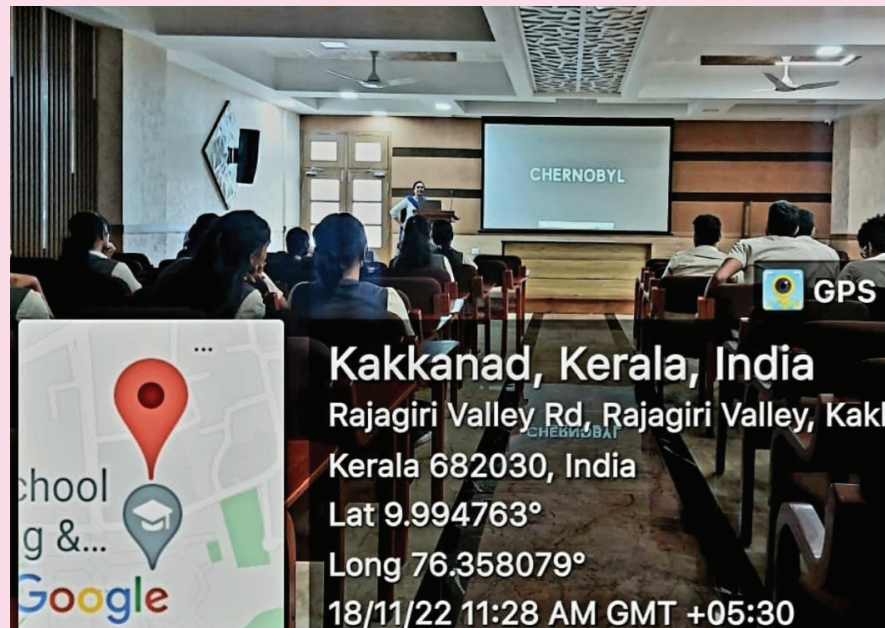 CHERNOBYL
GPS
Kakkanad, Kerala, India
Rajagiri Valley Rd, Rajagiri Valley, Kakk
CHERNOBYL
Kerala 682030, India
Lat 9.994763°
Long 76.358079°
18/11/22 11:28 AM GMT +05:30
...
chool
g &...
Google